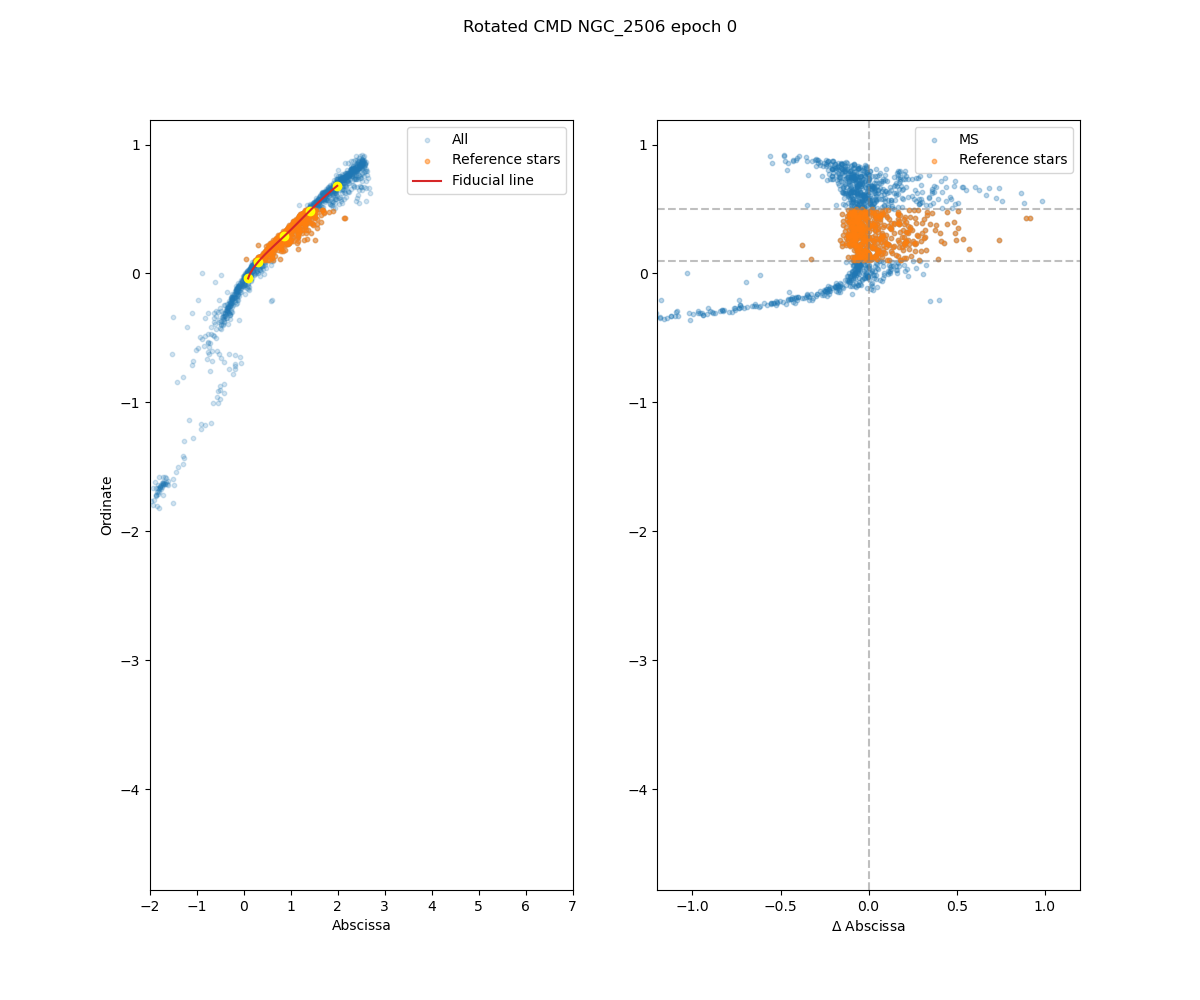 Rotated CMD NGC_2506 epoch 0
All
Reference stars
Fiducial line
1
0
−1
−2
−3
−4
Ordinate
−2 −1 0 1 2 3 4 5 6 7
Abscissa
MS
Reference stars
1
0
−1
−2
−3
−4
−1.0 −0.5 0.0 0.5 1.0
Δ Abscissa